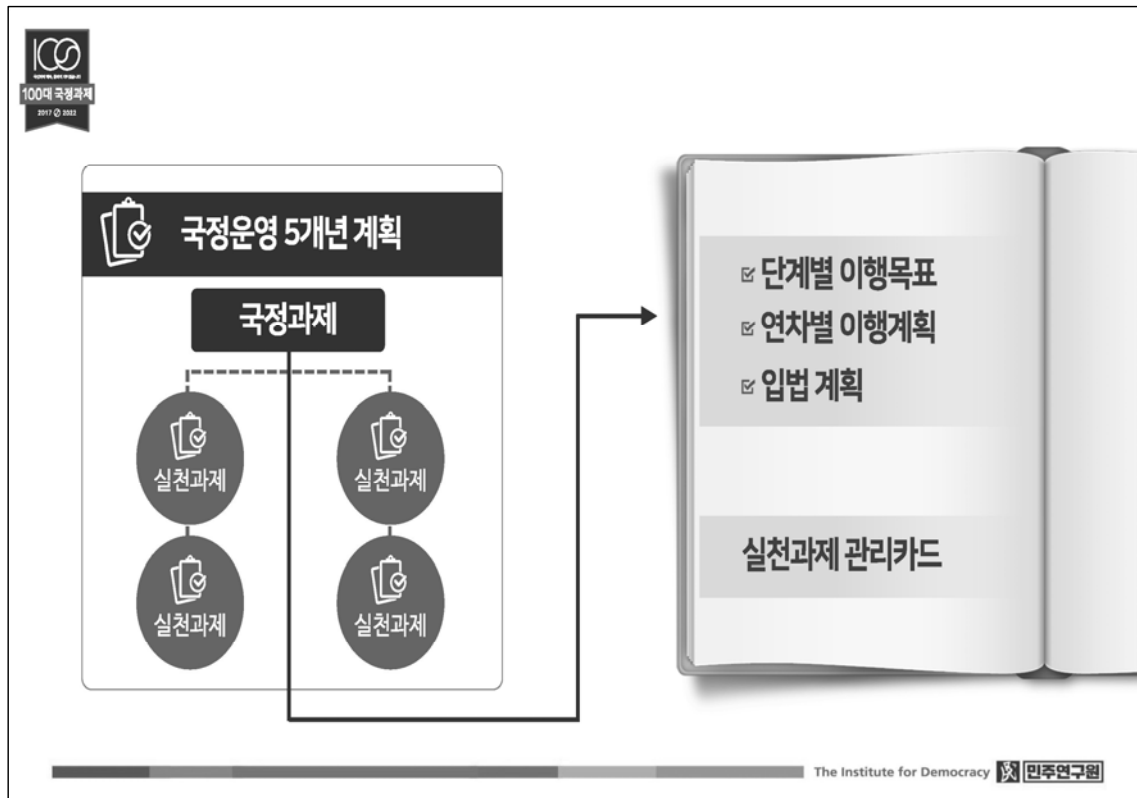 100대 국정과제
2017 2022
국정운영 5개년 계획
국정과제
실천과제
실천과제
실천과제
실천과제
단계별 이행목표
연차별 이행계획
입법 계획
실천과제 관리카드
The Institute for Democracy 민주연구원